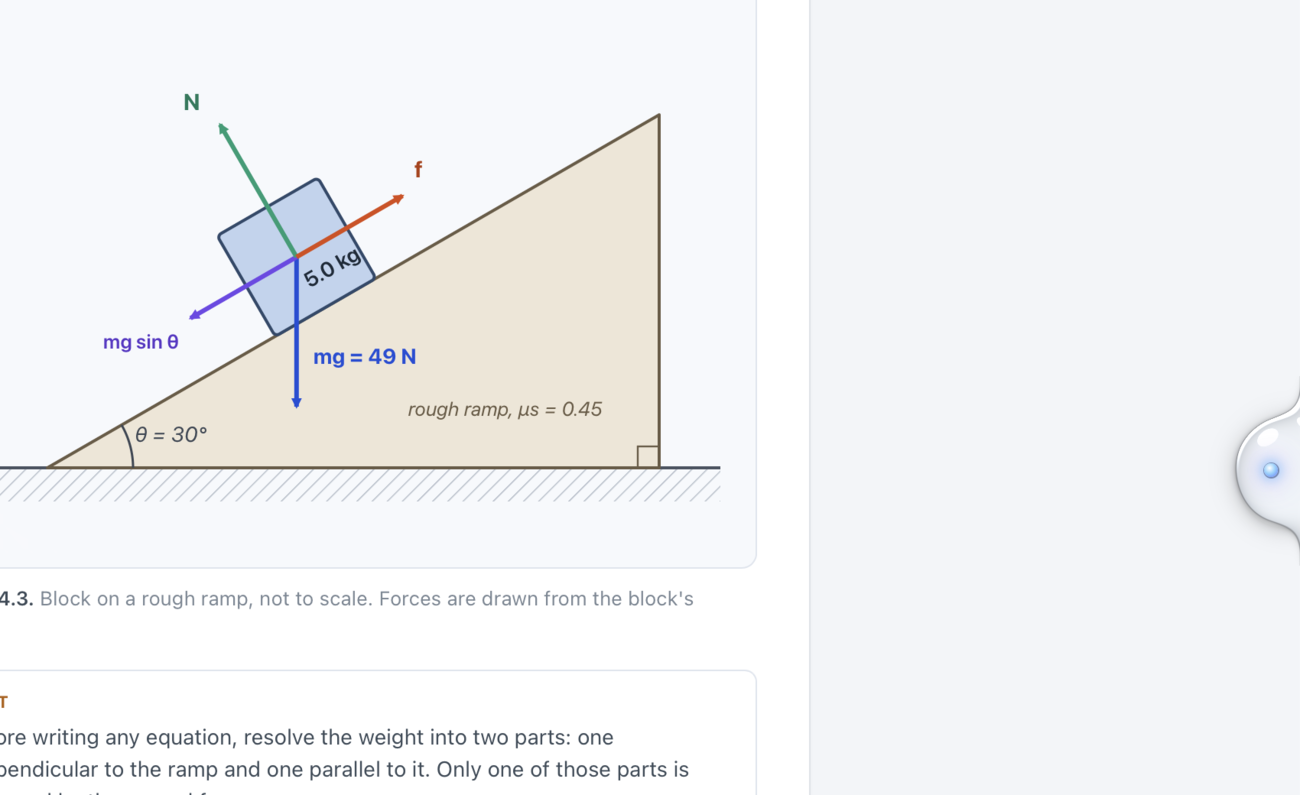 N
f
5.0 kg
mg sin θ
mg = 49 N
rough ramp, μs = 0.45
θ = 30°
4.3. Block on a rough ramp, not to scale. Forces are drawn from the block's
writing any equation, resolve the weight into two parts: one
to the ramp and one parallel to it. Only one of those parts is